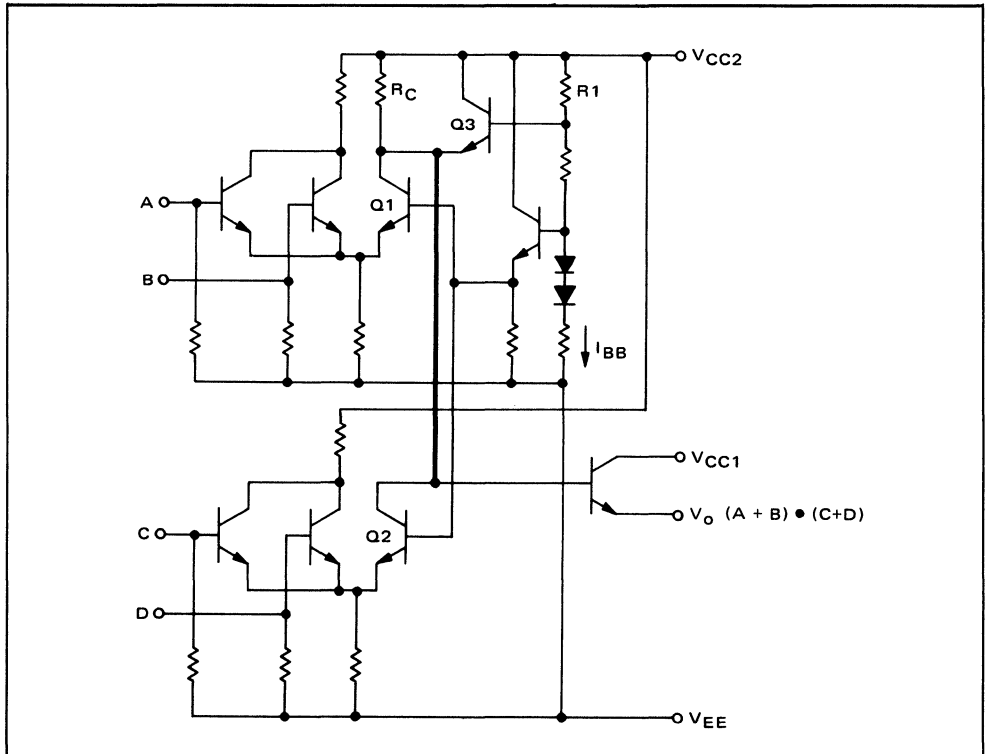 VCC2
RC
R1
Q3
A
Q1
B
IBB
VCC1
Vo (A + B) • (C+D)
C
Q2
D
VEE